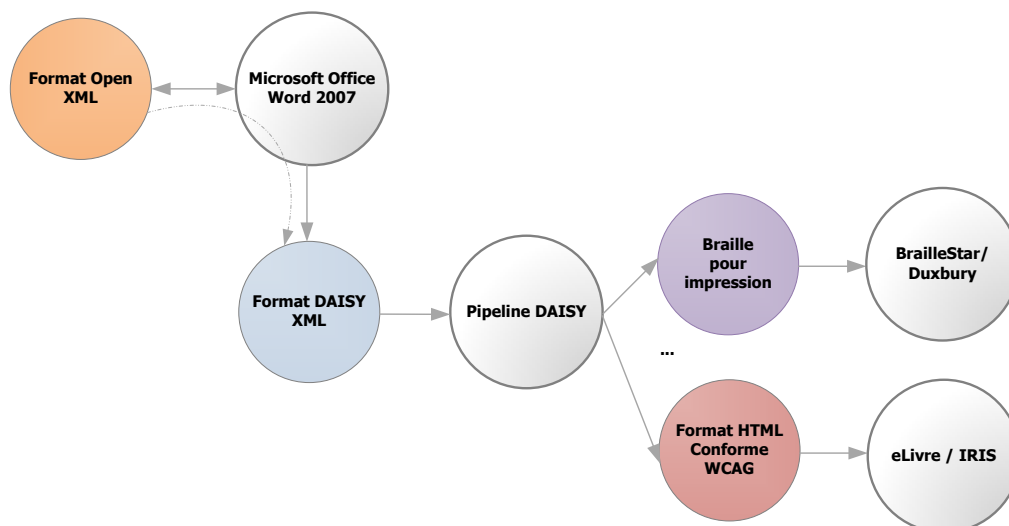 Format Open
XML
Microsoft Office
Word 2007
Format DAISY
XML
Pipeline DAISY
Braille
pour
impression
BrailleStar/
Duxbury
...
Format HTML
Conforme
WCAG
eLivre / IRIS